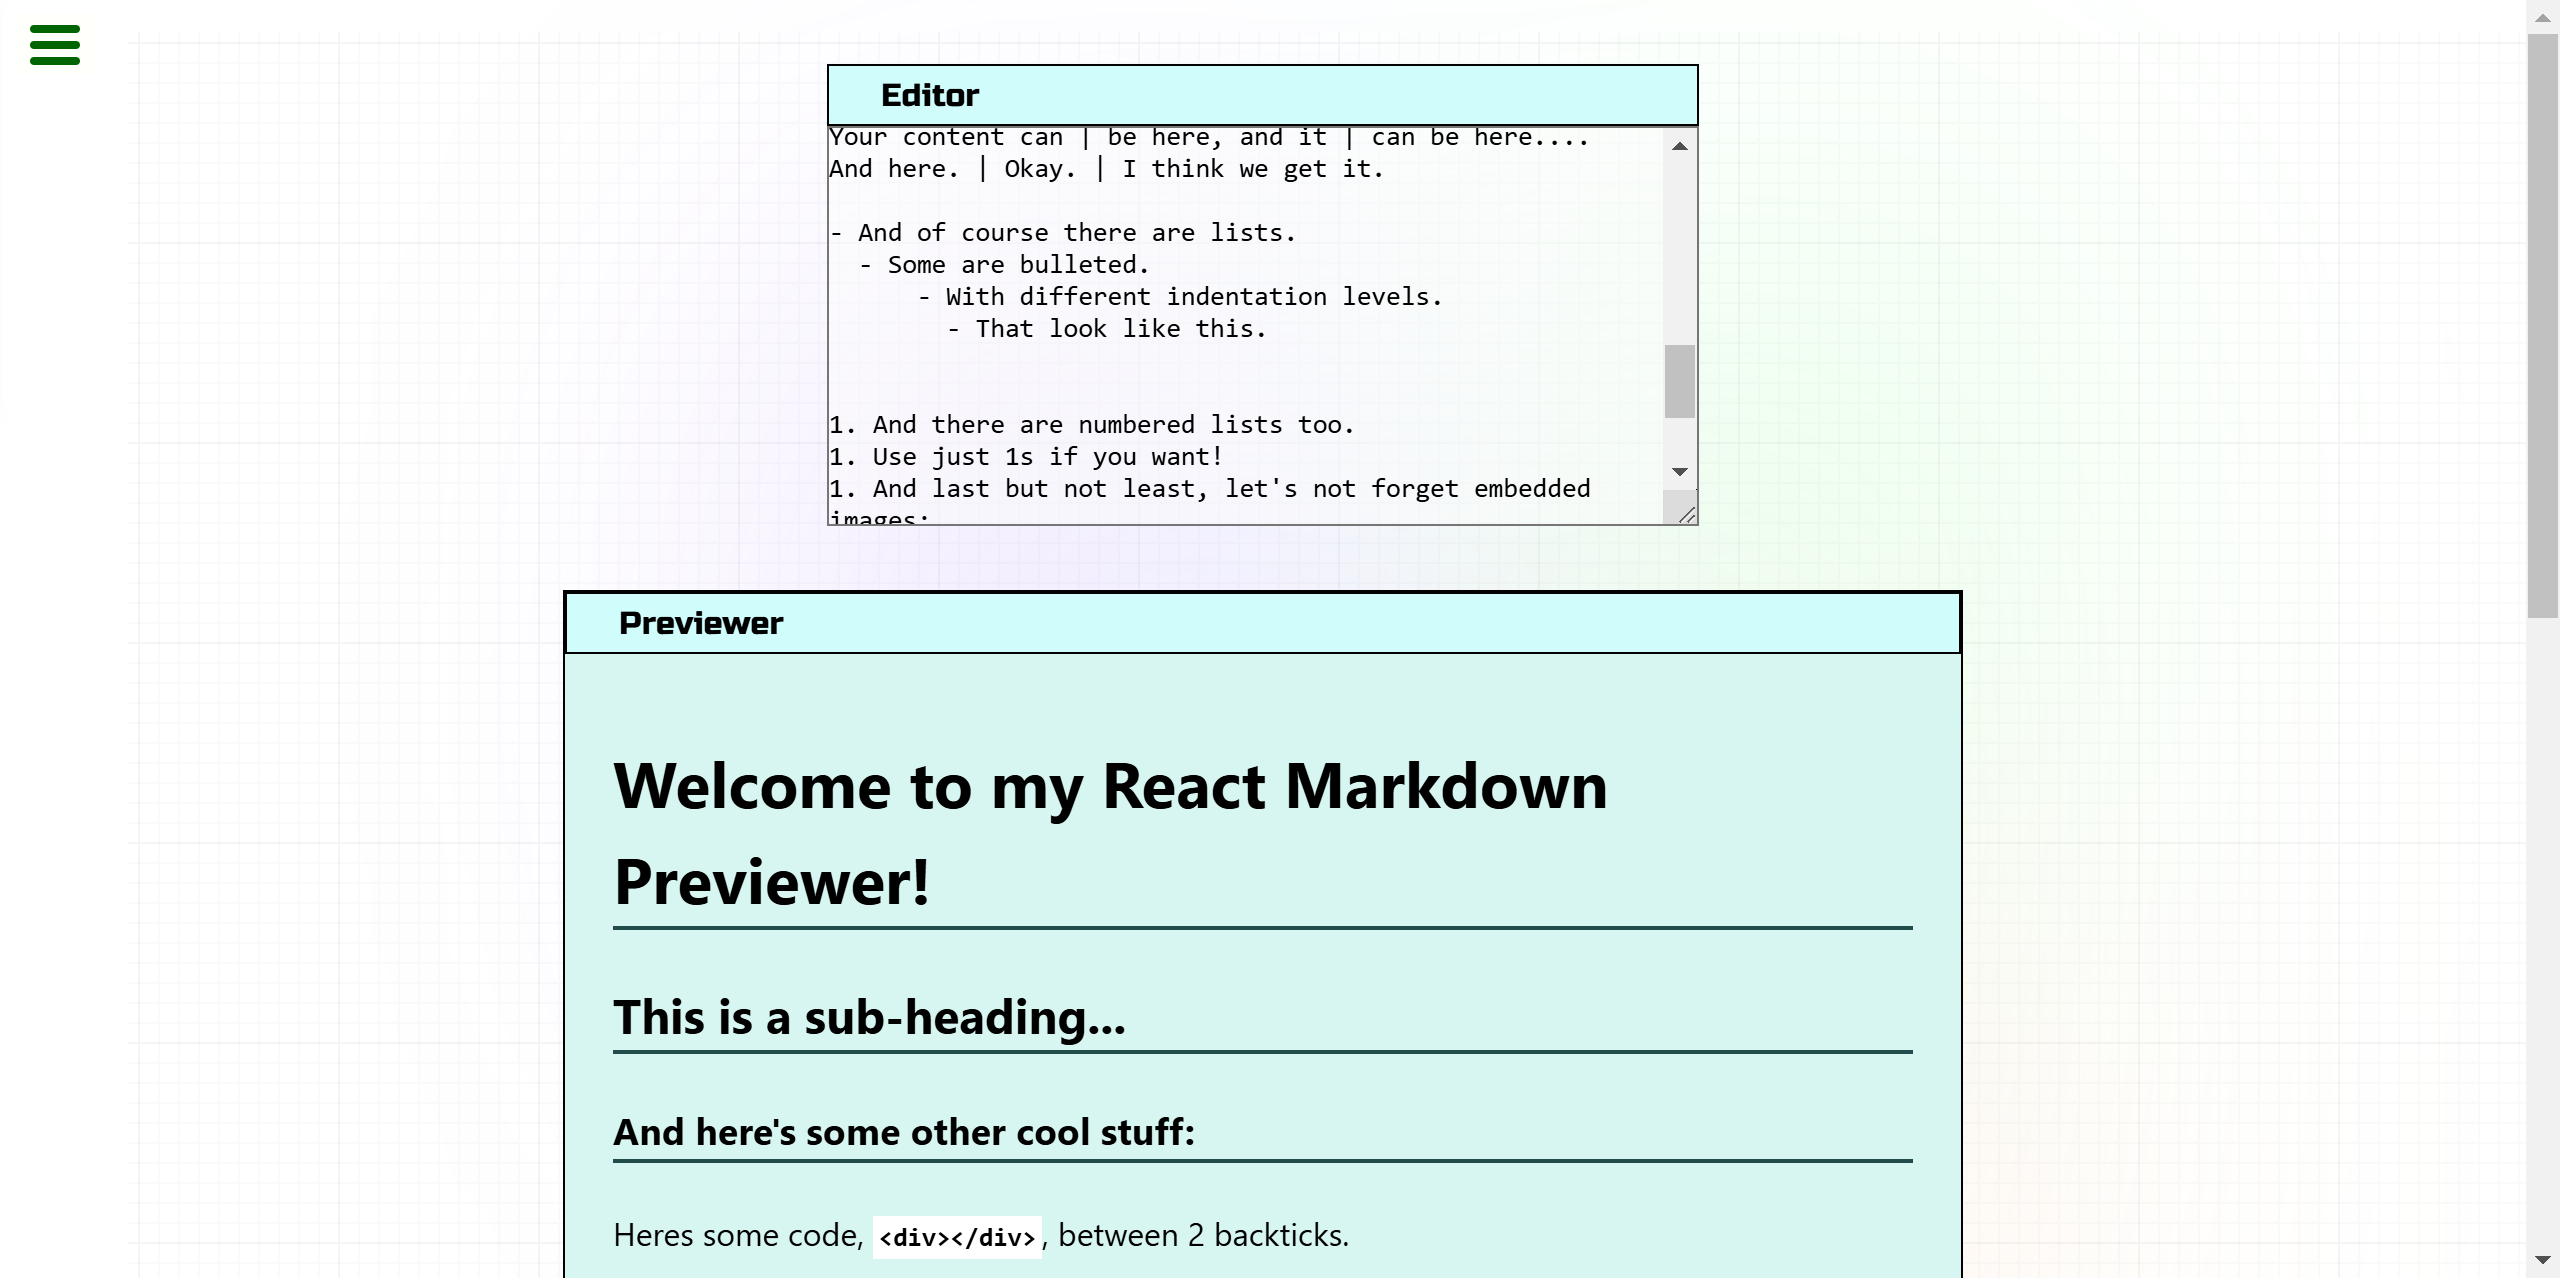 Editor
Your content can | be here, and it | can be here....
And here. | Okay. | I think we get it.
- And of course there are lists.
- Some are bulleted.
- With different indentation levels.
- That look like this.
1. And there are numbered lists too.
1. Use just 1s if you want!
1. And last but not least, let's not forget embedded
images:
Previewer
Welcome to my React Markdown
Previewer!
This is a sub-heading...
And here's some other cool stuff:
Heres some code, <div></div>, between 2 backticks.